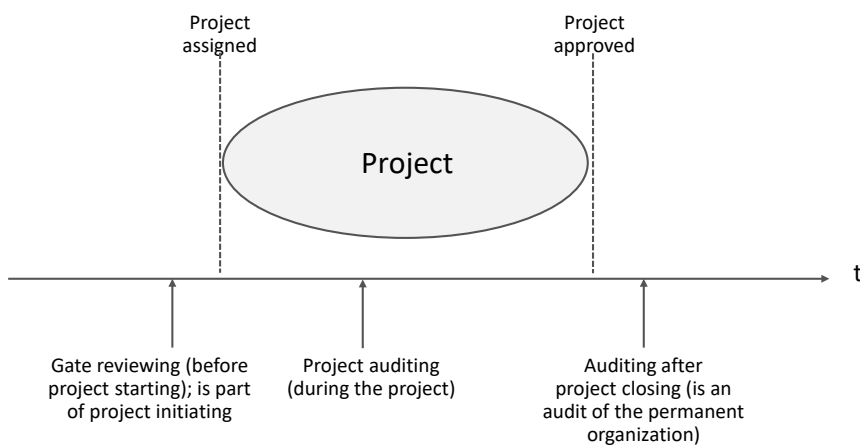 Project
assigned
Project
approved
Project
t
Gate reviewing (before
project starting); is part
of project initiating
Project auditing
(during the project)
Auditing after
project closing (is an
audit of the permanent
organization)